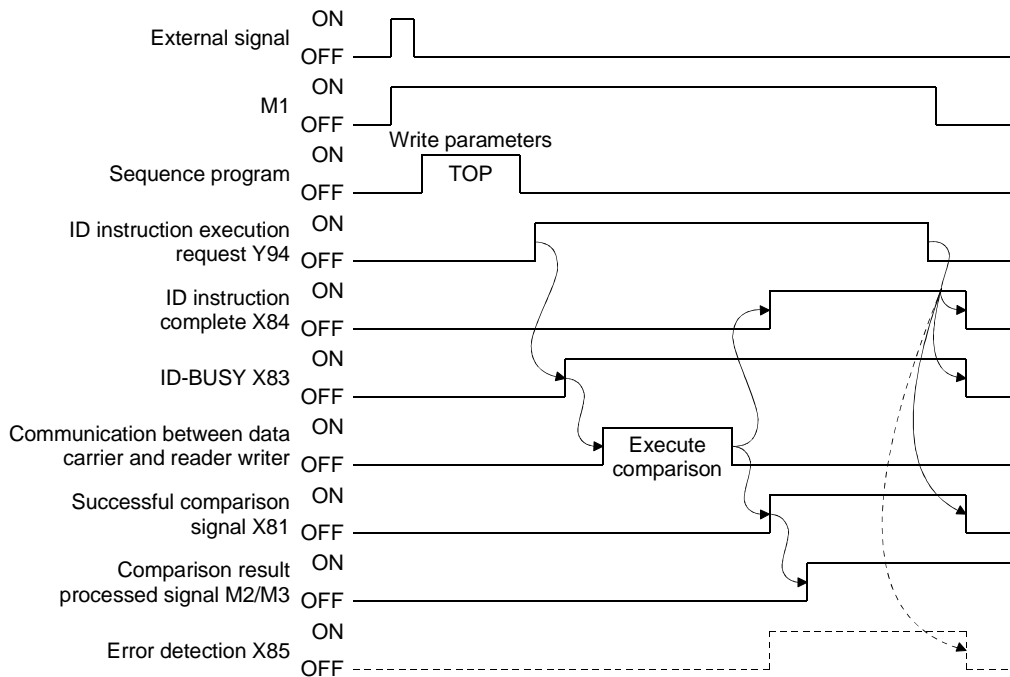 ON
External signal
OFF
ON
M1
OFF
Write parameters
ON
Sequence program
TOP
OFF
ON
ID instruction execution
request Y94
OFF
ON
ID instruction
complete X84
OFF
ON
ID-BUSY X83
OFF
ON
Communication between data
carrier and reader writer
OFF
Execute
comparison
ON
Successful comparison
signal X81
OFF
ON
Comparison result
processed signal M2/M3
OFF
ON
Error detection X85
OFF